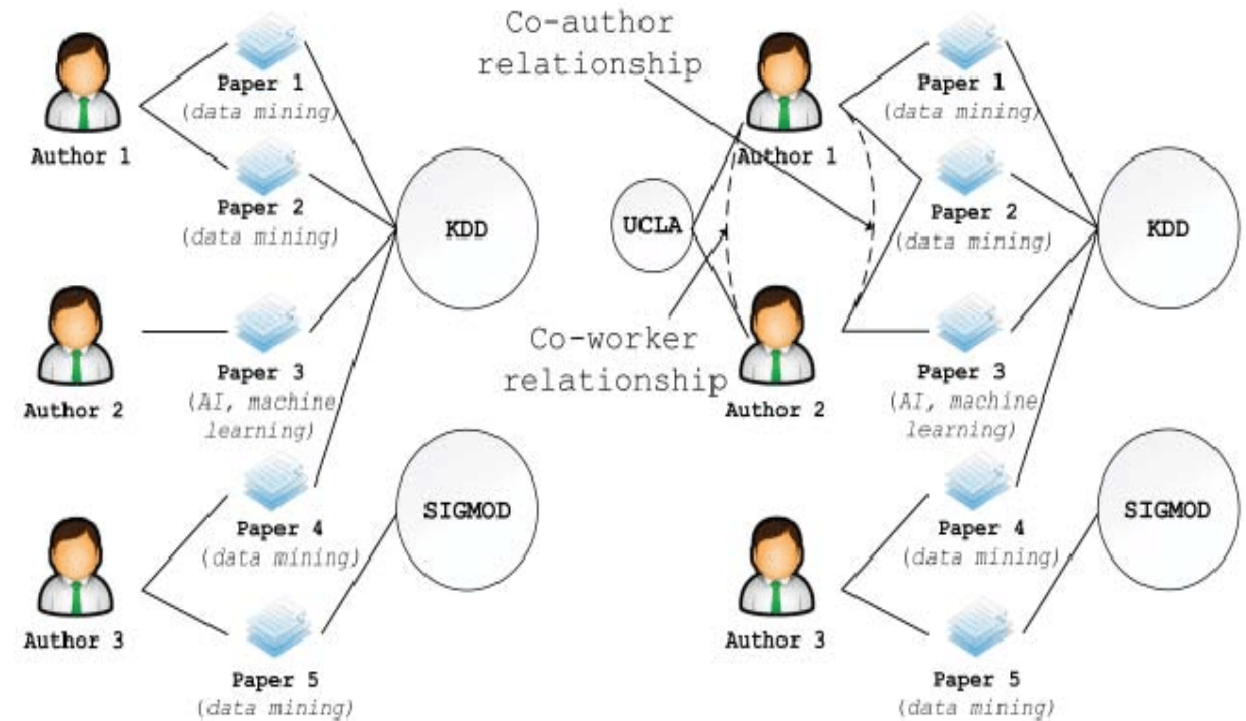 Paper 1
(data mining)
Author 1
Paper 2
(data mining)
KDD
Author 2
Paper 3
(AI, machine
learning)
Paper 4
(data mining)
SIGMOD
Author 3
Paper 5
(data mining)
Co-author
relationship
Paper 1
(data mining)
Author 1
UCLA
Paper 2
(data mining)
KDD
Co-worker
relationship
Author 2
Paper 3
(AI, machine
learning)
Paper 4
(data mining)
SIGMOD
Author 3
Paper 5
(data mining)